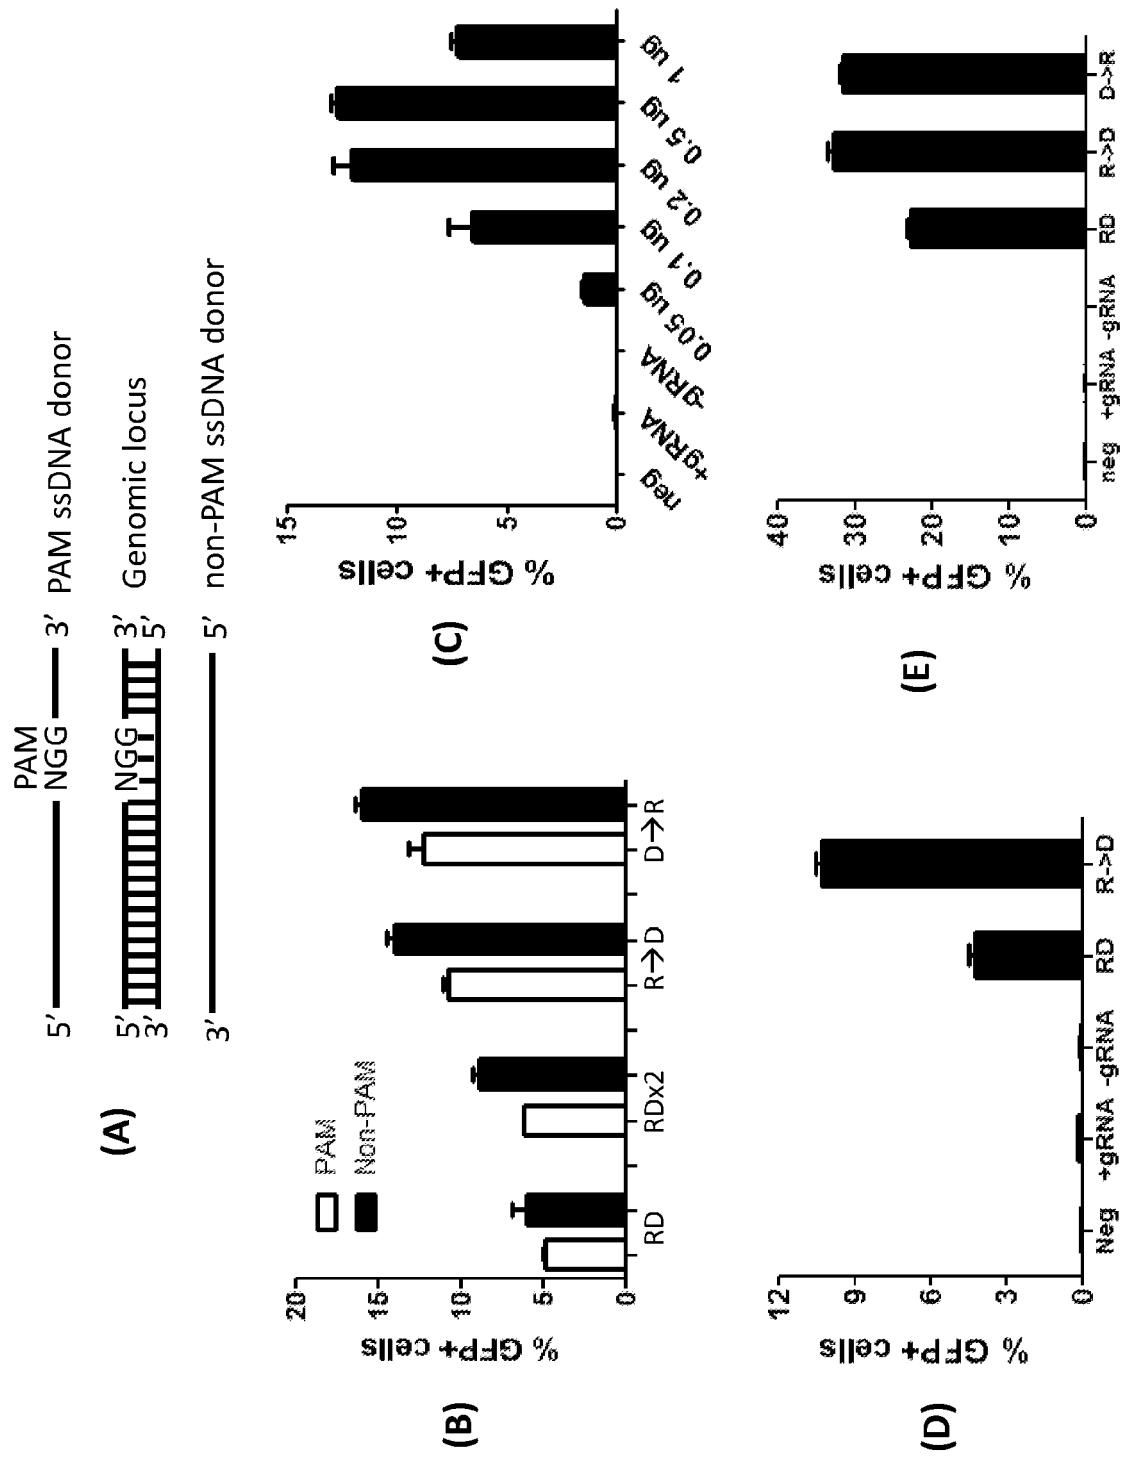 (A)
PAM
5’ NGG 3’ PAM ssDNA donor
5’ NGG 3’ Genomic locus
3’ 5’
3’ 5’ non-PAM ssDNA donor
(B)
% GFP+ cells
20
15
10
5
0
PAM
Non-PAM
RD
RDx2
R→D
D→R
(C)
% GFP+ cells
15
10
5
0
neg
+gRNA
-gRNA
0.05 ug
0.1 ug
0.2 ug
0.5 ug
1 ug
(D)
% GFP+ cells
12
9
6
3
0
Neg +gRNA -gRNA RD R->D
(E)
% GFP+ cells
40
30
20
10
0
neg +gRNA -gRNA RD R->D D->R